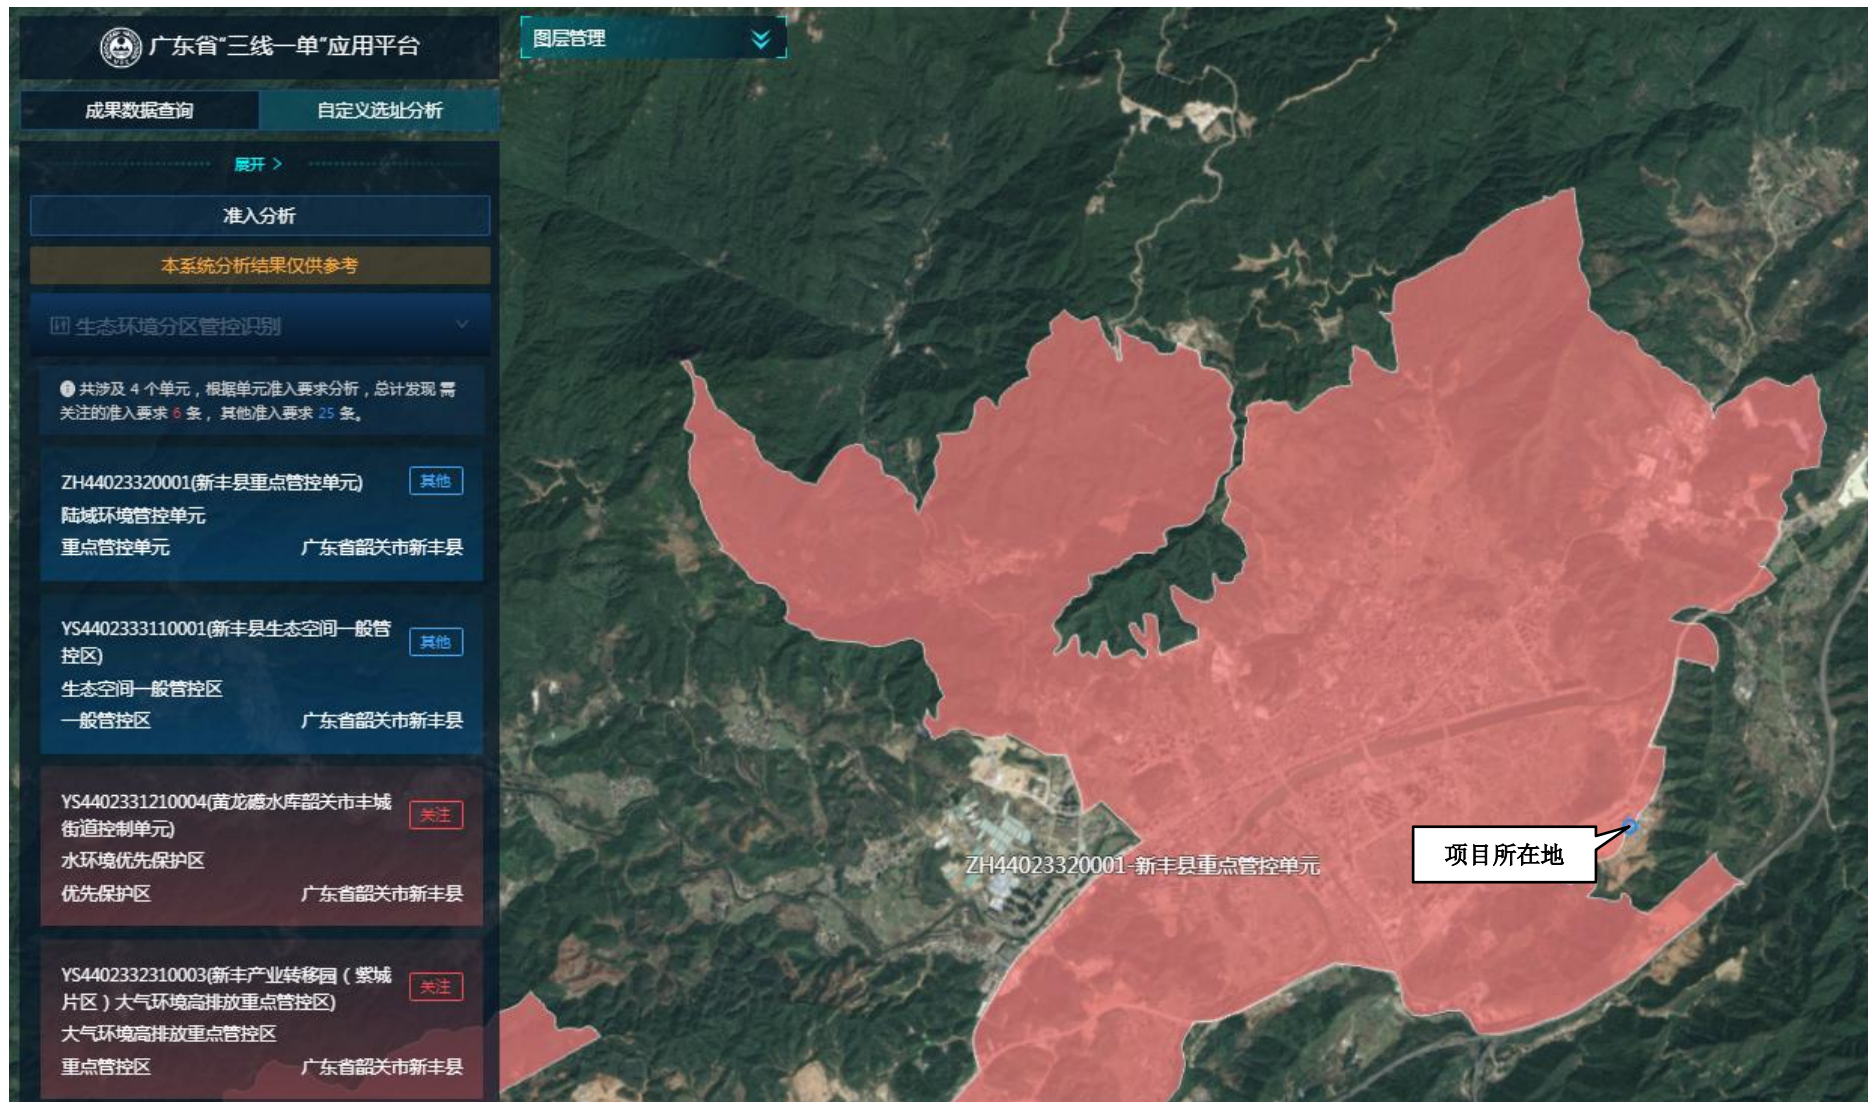 广东省“三线一单”应用平台
成果数据查询
自定义选址分析
展开 >
准入分析
本系统分析结果仅供参考
生态环境分区管控识别
共涉及 4 个单元，根据单元准入要求分析，总计发现 需
关注的准入要求 6 条，其他准入要求 25 条。
ZH44023320001(新丰县重点管控单元)
其他
陆域环境管控单元
重点管控单元
广东省韶关市新丰县
YS4402333110001(新丰县生态空间一般管
控区)
其他
生态空间一般管控区
一般管控区
广东省韶关市新丰县
YS4402331210004(黄龙礤水库韶关市丰城
街道控制单元)
关注
水环境优先保护区
优先保护区
广东省韶关市新丰县
YS4402332310003(新丰产业转移园（紫城
片区）大气环境高排放重点管控区)
关注
大气环境高排放重点管控区
重点管控区
广东省韶关市新丰县
图层管理
项目所在地
ZH44023320001-新丰县重点管控单元